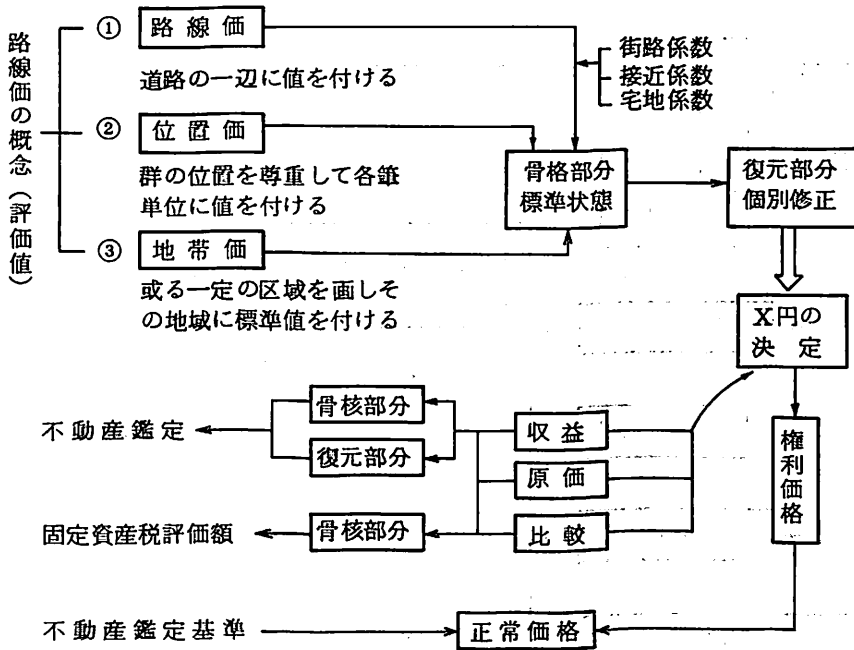 路線価の概念（評価値）
① 路線価
道路の一辺に値を付ける
② 位置価
群の位置を尊重して各筆
単位に値を付ける
③ 地帯価
或る一定の区域を画しそ
の地域に標準値を付ける
街路係数
接近係数
宅地係数
骨格部分
標準状態
復元部分
個別修正
X円の
決定
権利価格
収益
原価
比較
骨核部分
復元部分
不動産鑑定
骨核部分
固定資産税評価額
不動産鑑定基準
正常価格